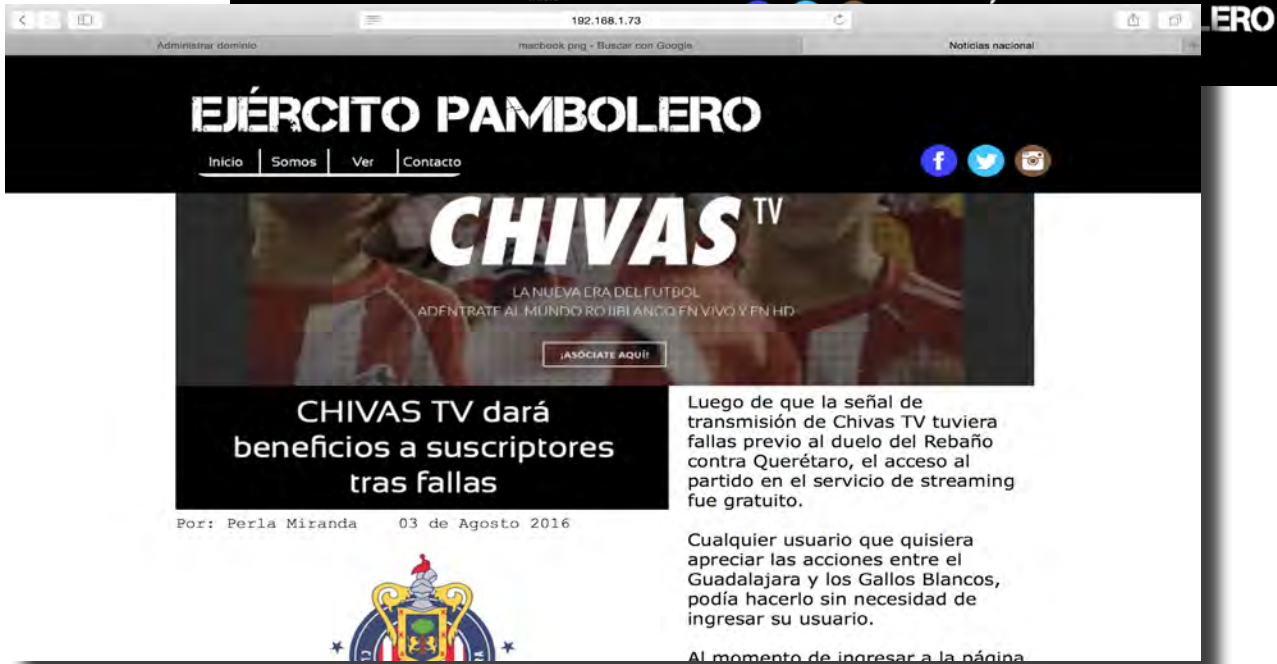 192.168.1.73
Administrar dominio
macbook png - Buscar con Google
Noticias nacional
ERO
EJÉRCITO PAMBOLERO
Inicio Somos Ver Contacto
CHIVAS TV
LA NUEVA ERA DEL FUTBOL
ADÉNTRATE AL MUNDO ROJIBLANCO EN VIVO Y EN HD
¡ASÓCIATE AQUÍ!
CHIVAS TV dará
beneficios a suscriptores
tras fallas
Por: Perla Miranda 03 de Agosto 2016
Luego de que la señal de
transmisión de Chivas TV tuviera
fallas previo al duelo del Rebaño
contra Querétaro, el acceso al
partido en el servicio de streaming
fue gratuito.
Cualquier usuario que quisiera
apreciar las acciones entre el
Guadalajara y los Gallos Blancos,
podía hacerlo sin necesidad de
ingresar su usuario.
Al momento de ingresar a la página